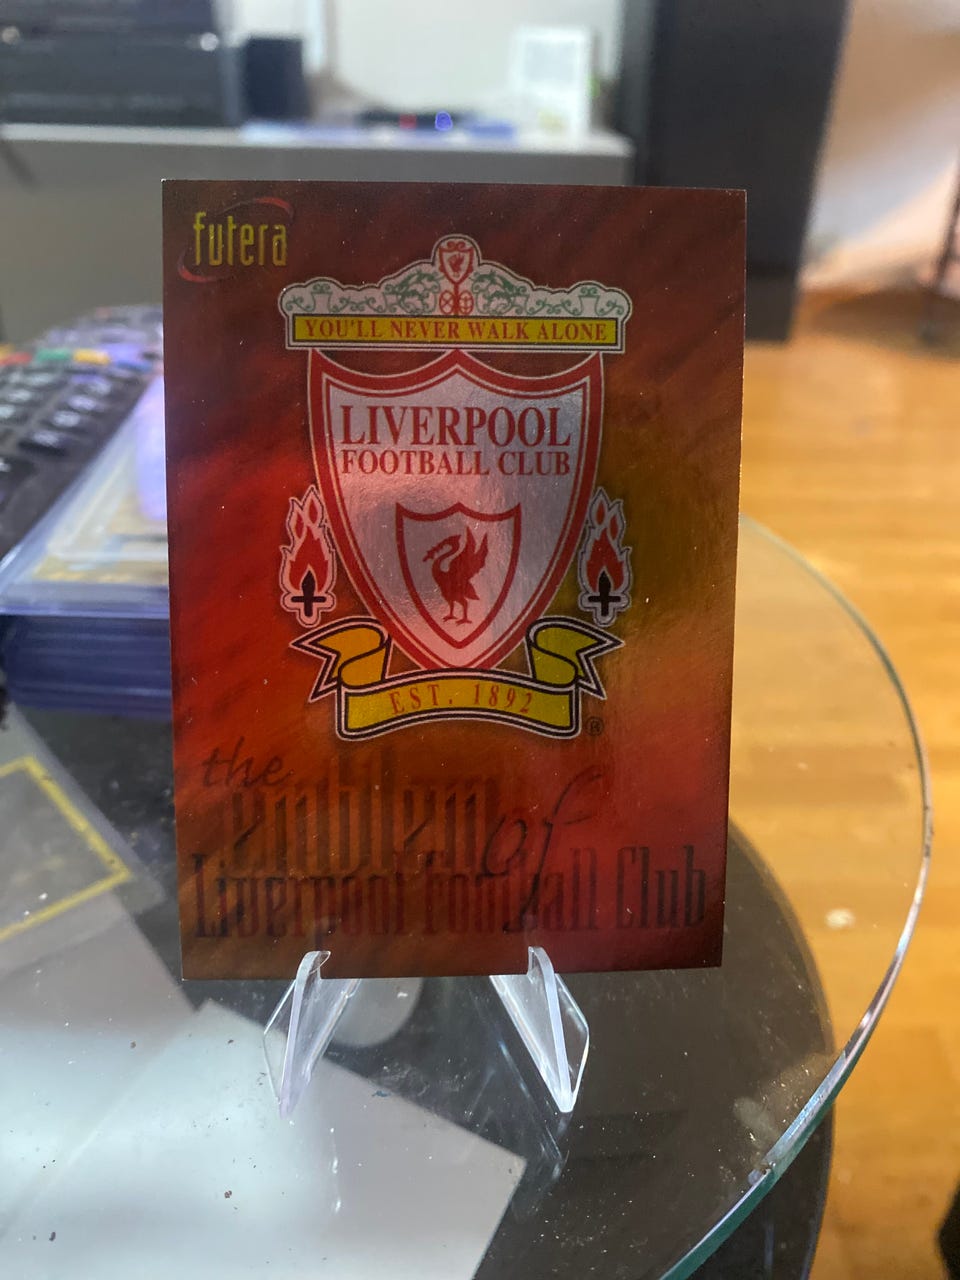 futera
YOU'LL NEVER WALK ALONE
LIVERPOOL
FOOTBALL CLUB
EST. 1892
®
the
emblem of
Liverpool Football Club